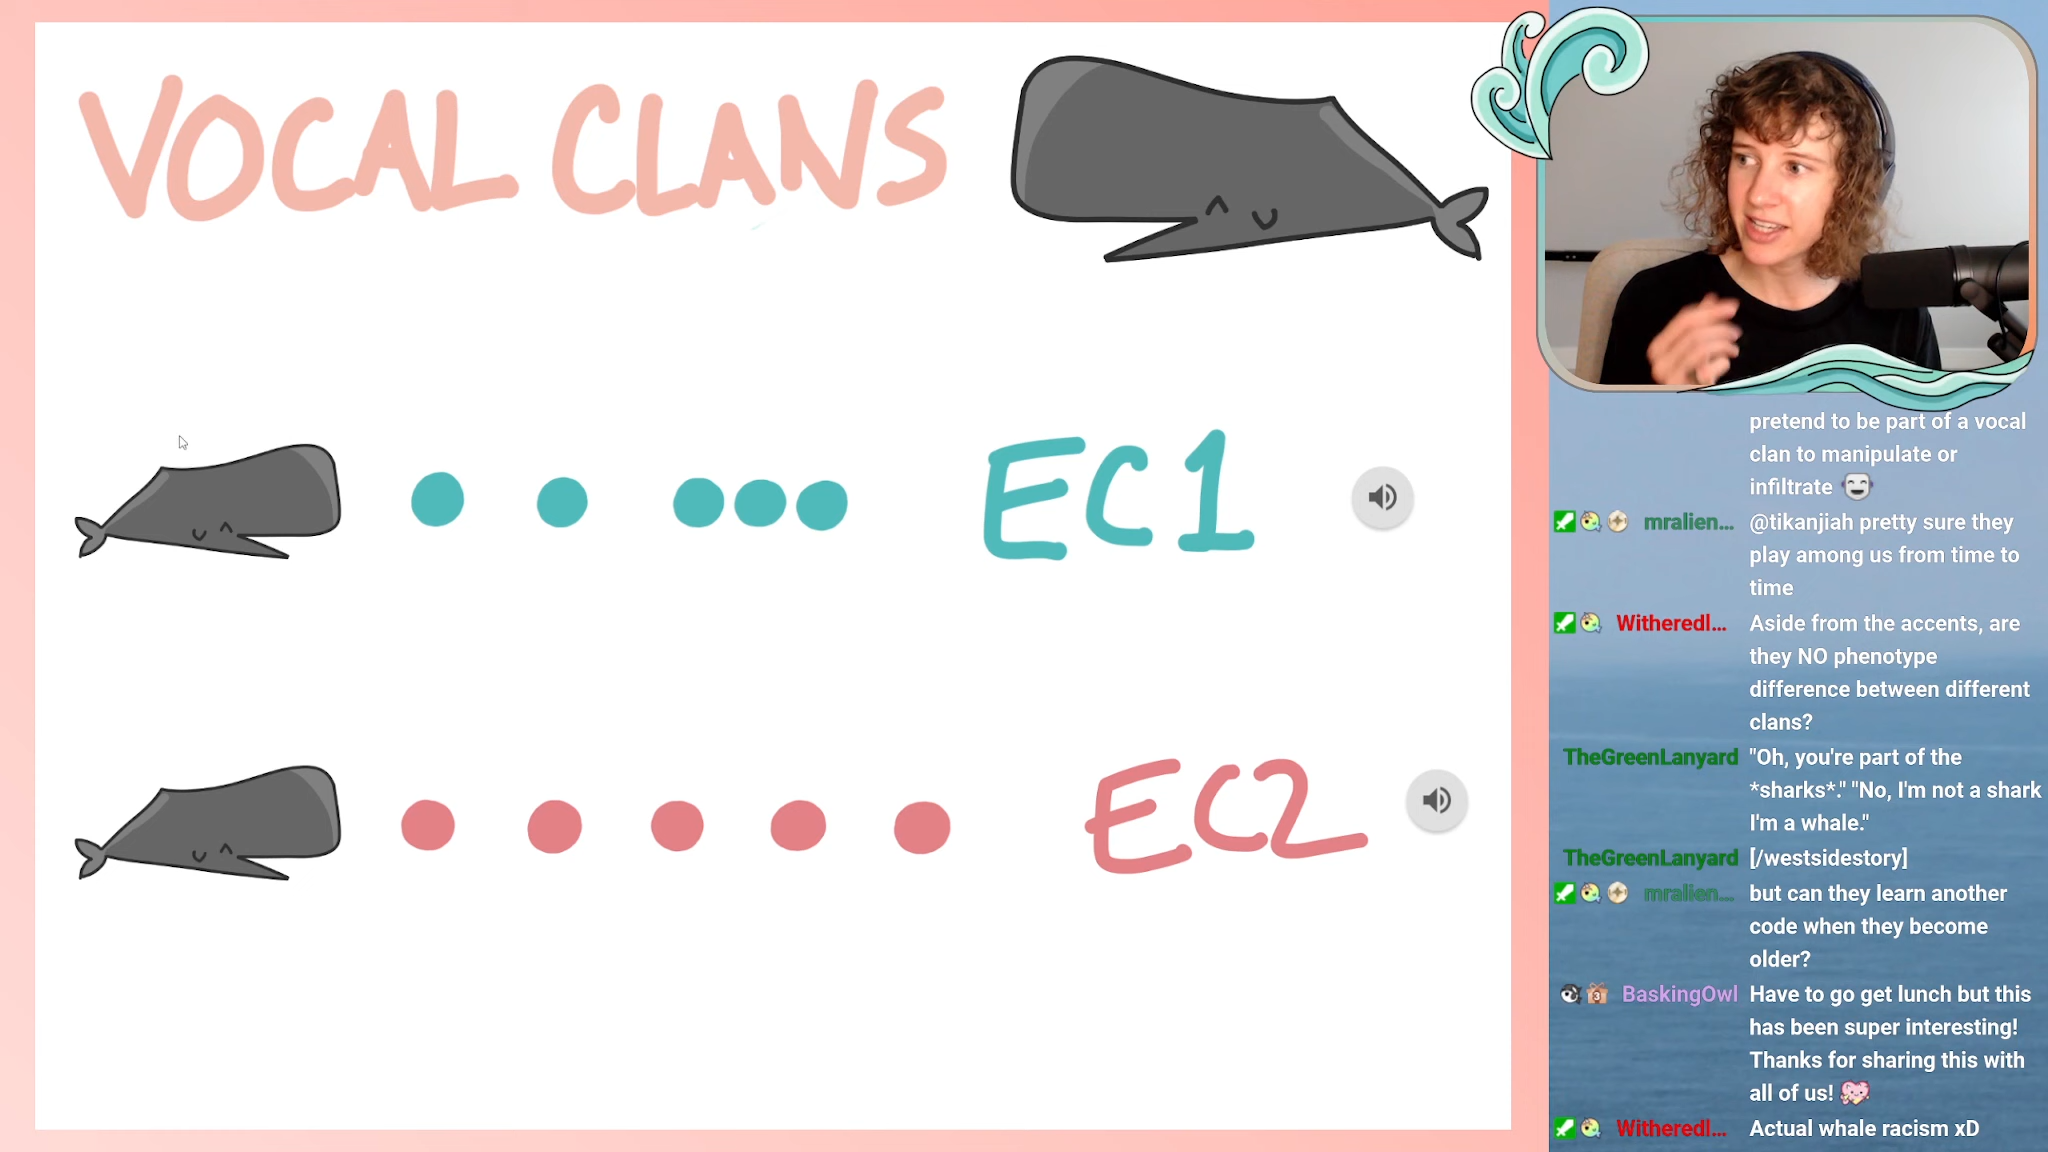 VOCAL CLANS
EC1
EC2
pretend to be part of a vocal
clan to manipulate or
infiltrate
mralien... @tikanjiah pretty sure they
play among us from time to
time
Witheredl... Aside from the accents, are
they NO phenotype
difference between different
clans?
TheGreenLanyard "Oh, you're part of the
*sharks*." "No, I'm not a shark
I'm a whale."
TheGreenLanyard [/westsidestory]
mralien... but can they learn another
code when they become
older?
BaskingOwl Have to go get lunch but this
has been super interesting!
Thanks for sharing this with
all of us!
Witheredl... Actual whale racism xD